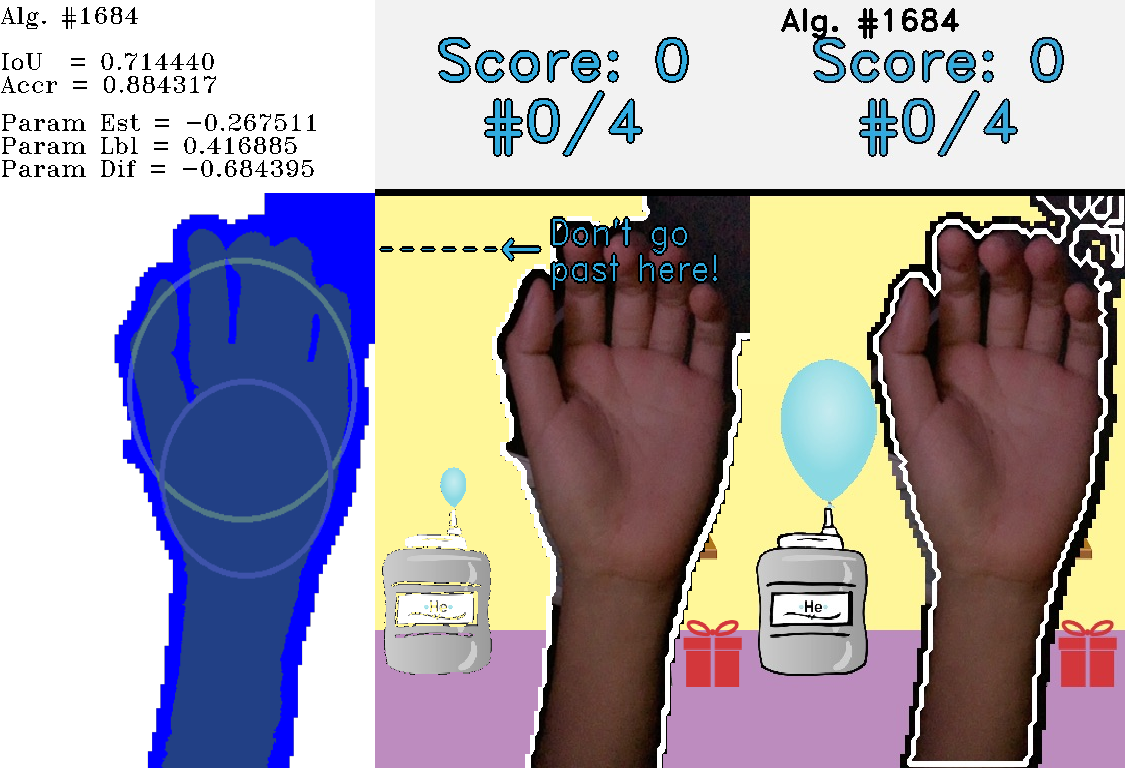 Alg. #1684
IoU = 0.714440
Accr = 0.884317
Param Est = −0.267511
Param Lbl = 0.416885
Param Dif = −0.684395
Score: 0
#0/4
Don't go
past here!
He
Alg. #1684
Score: 0
#0/4
He